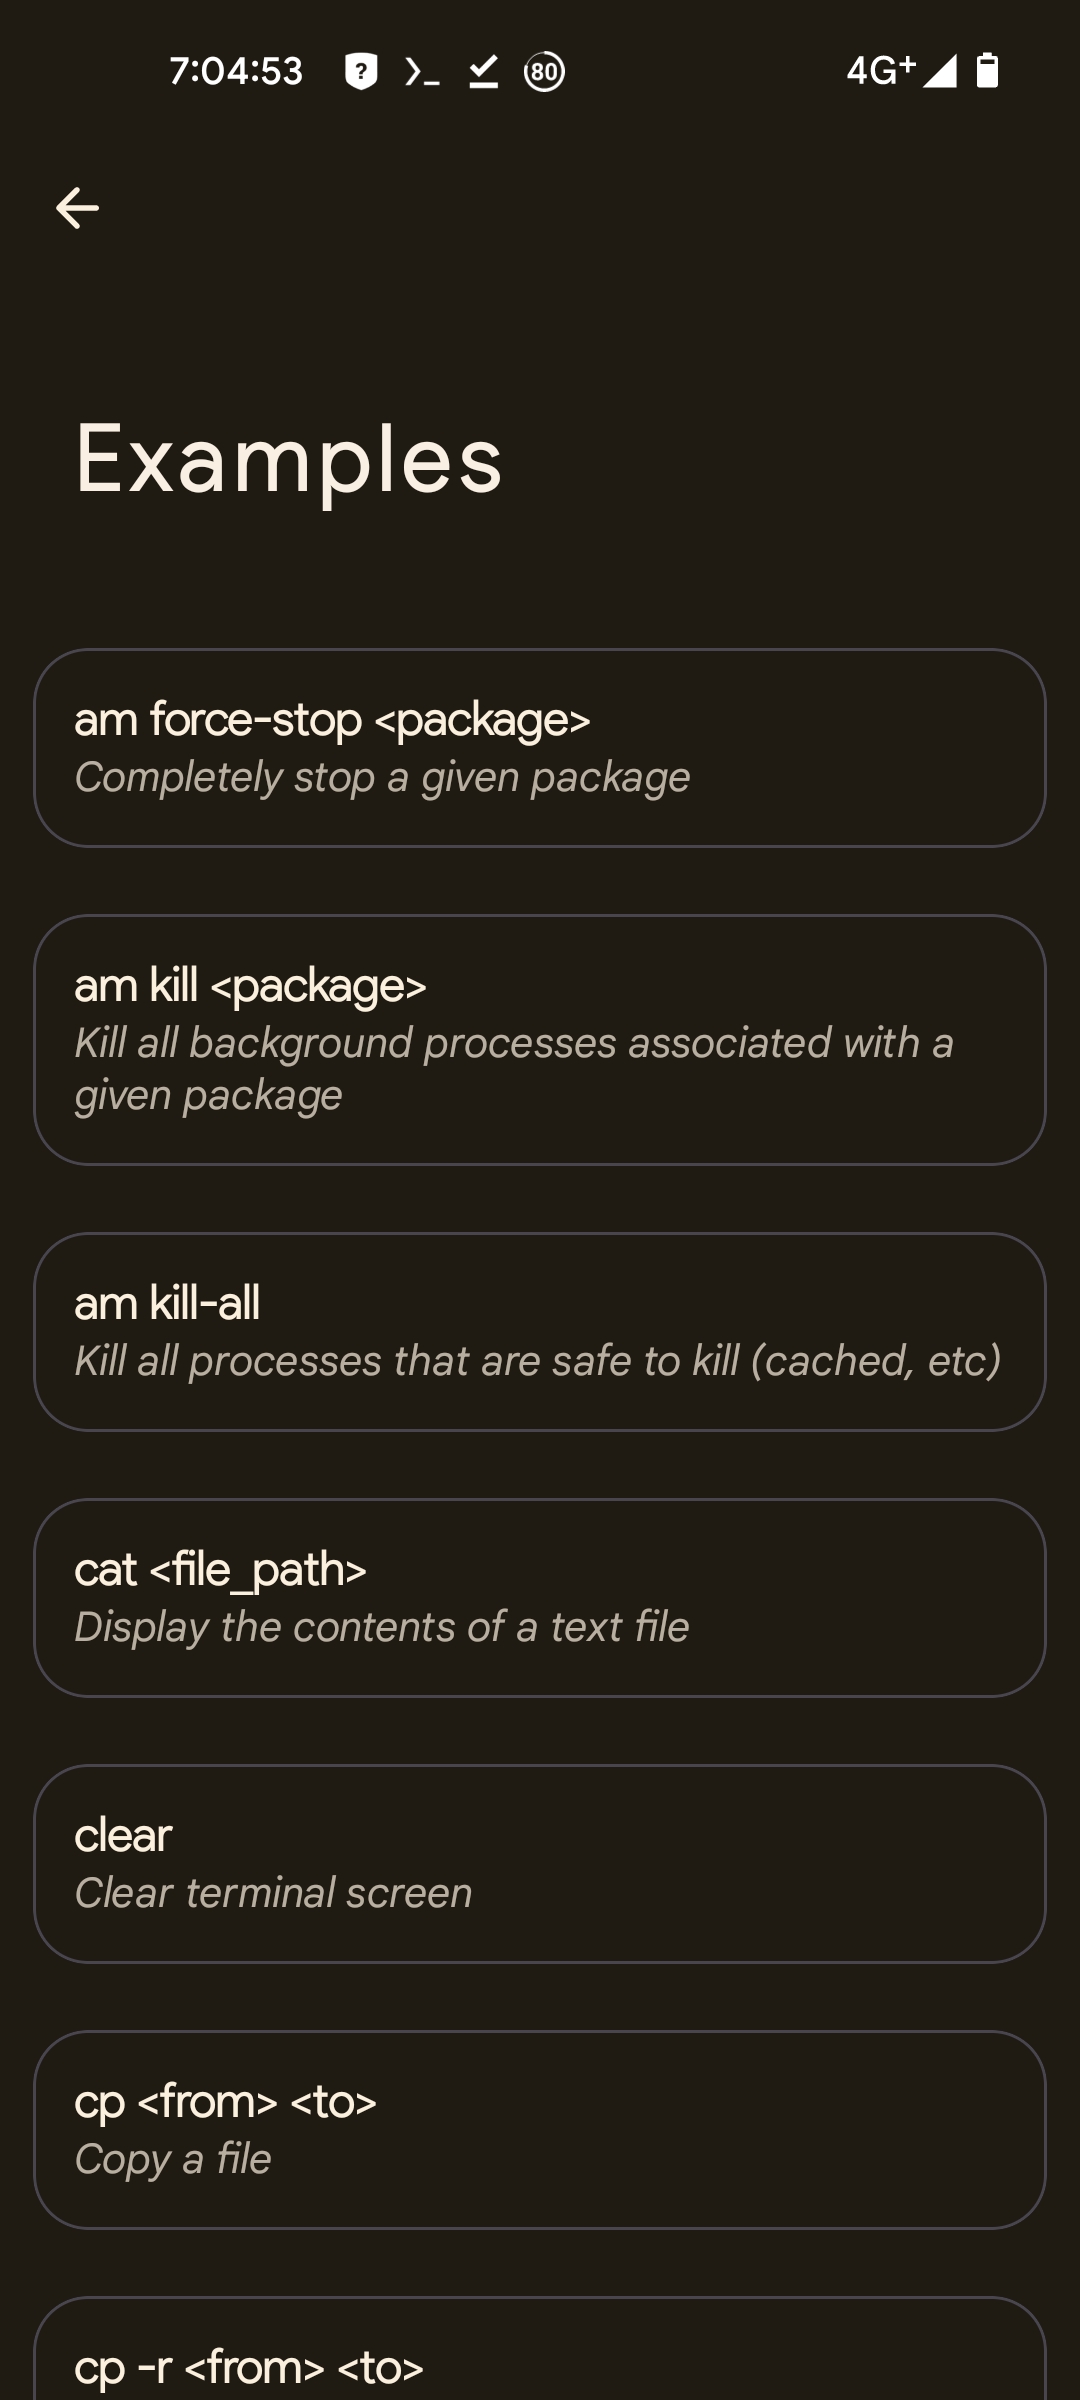 7:04:53 ? 80 4G+
Examples
am force-stop <package>
Completely stop a given package
am kill <package>
Kill all background processes associated with a
given package
am kill-all
Kill all processes that are safe to kill (cached, etc)
cat <file_path>
Display the contents of a text file
clear
Clear terminal screen
cp <from> <to>
Copy a file
cp -r <from> <to>